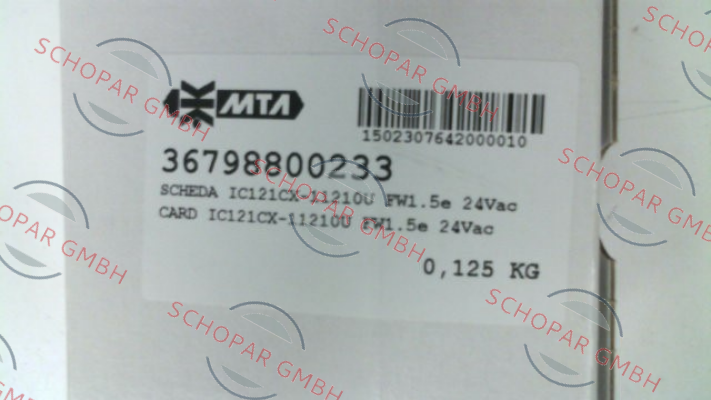 MTA
1502307642000010
36798800233
SCHEDA IC121CX-11210U FW1.5e 24Vac
CARD IC121CX-11210U FW1.5e 24Vac
0,125 KG
SCHOPAR GMBH
SCHOPAR GMBH
SCHOPAR GMBH
SCHOPAR GMBH
SCHOPAR GMBH
SCHOPAR GMBH
SCHOPAR GMBH
SCHOPAR GMBH